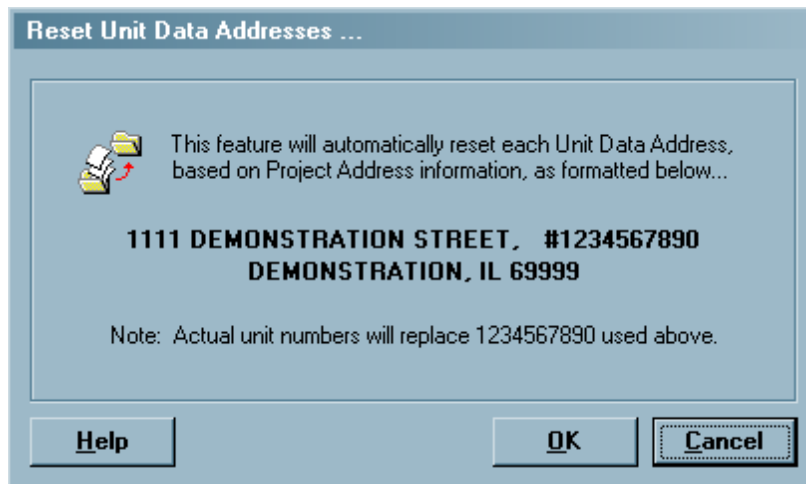 Reset Unit Data Addresses ...
This feature will automatically reset each Unit Data Address,
based on Project Address information, as formatted below...
1111 DEMONSTRATION STREET,   #1234567890
DEMONSTRATION, IL 69999
Note:  Actual unit numbers will replace 1234567890 used above.
Help OK Cancel